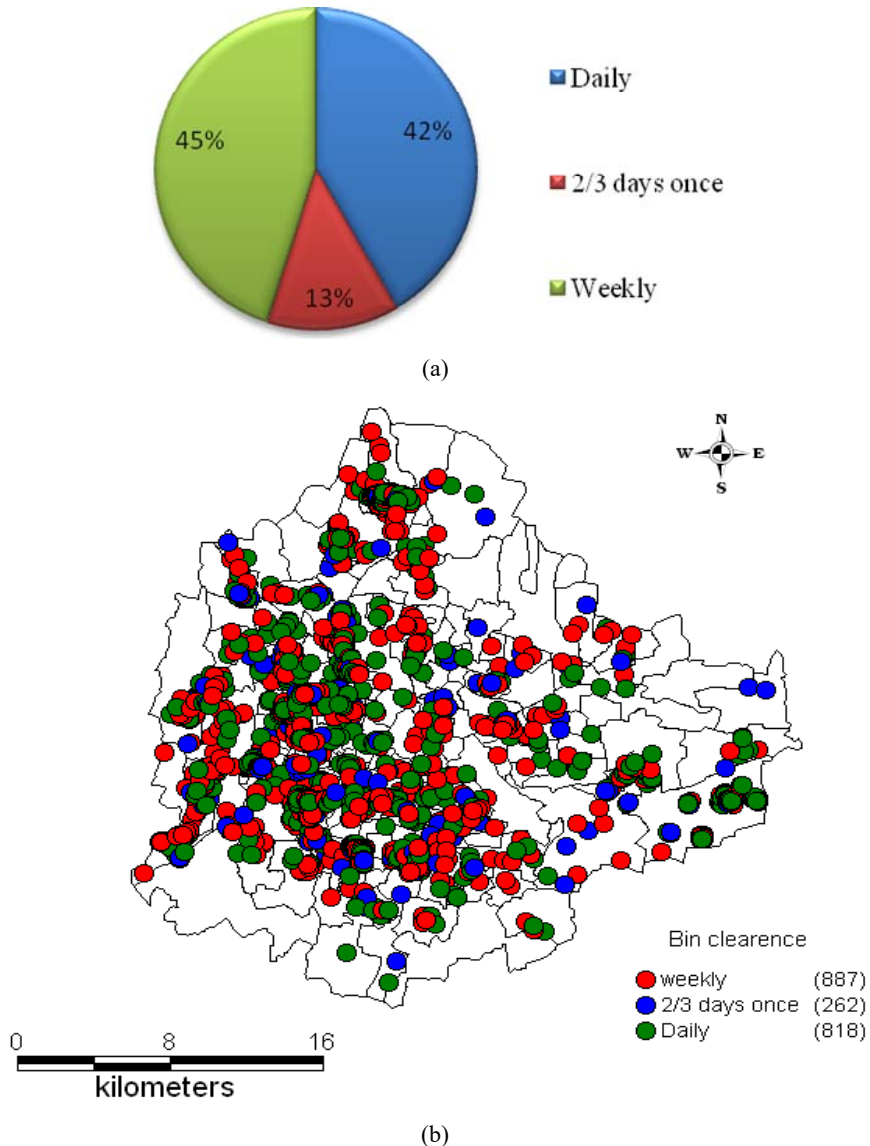 Daily
45%
42%
2/3 days once
13%
Weekly
(a)
N
W E
S
Bin clearence
weekly (887)
2/3 days once (262)
Daily (818)
0 8 16
kilometers
(b)